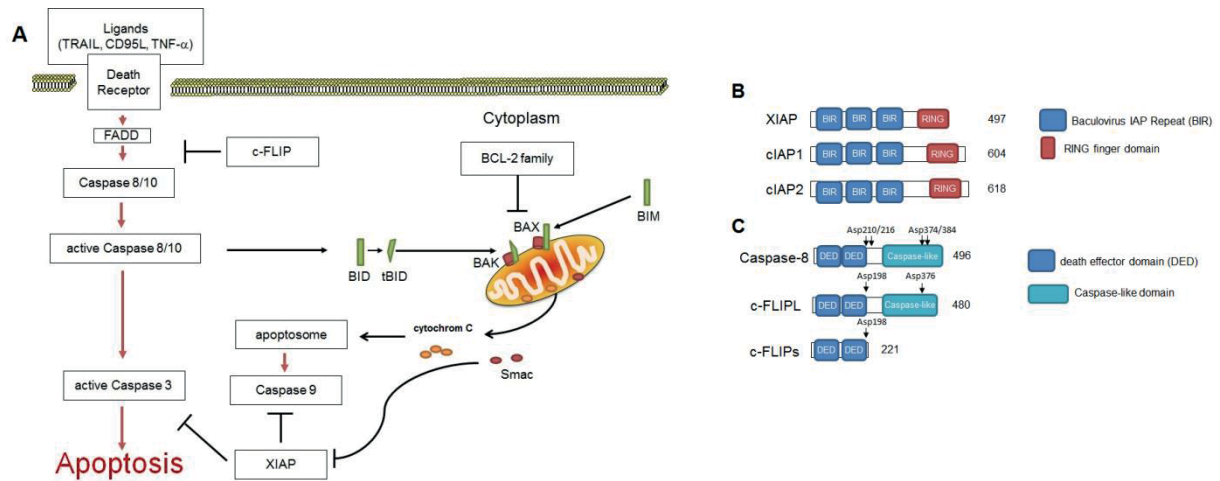 A
Ligands
(TRAIL, CD95L, TNF-α)
Death
Receptor
FADD
c-FLIP
Caspase 8/10
active Caspase 8/10
active Caspase 3
Apoptosis
Cytoplasm
BCL-2 family
BAX
BIM
BAK
BID
tBID
cytochrom C
apoptosome
Smac
Caspase 9
XIAP
B
XIAP
BIR
BIR
BIR
RING
497
cIAP1
BIR
BIR
BIR
RING
604
cIAP2
BIR
BIR
BIR
RING
618
Baculovirus IAP Repeat (BIR)
RING finger domain
C
Asp210/216
Asp374/384
Caspase-8
DED
DED
Caspase-like
496
Asp198
Asp376
c-FLIPL
DED
DED
Caspase-like
480
Asp198
c-FLIPs
DED
DED
221
death effector domain (DED)
Caspase-like domain